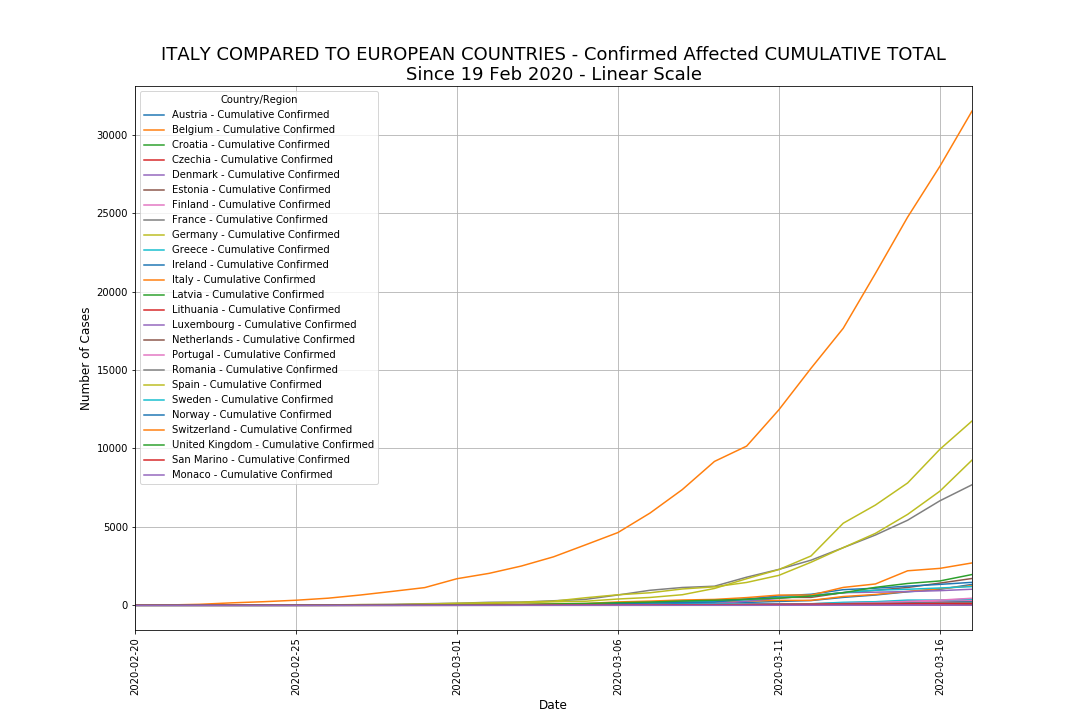 ITALY COMPARED TO EUROPEAN COUNTRIES - Confirmed Affected CUMULATIVE TOTAL
Since 19 Feb 2020 - Linear Scale
Country/Region
Austria - Cumulative Confirmed
Belgium - Cumulative Confirmed
Croatia - Cumulative Confirmed
Czechia - Cumulative Confirmed
Denmark - Cumulative Confirmed
Estonia - Cumulative Confirmed
Finland - Cumulative Confirmed
France - Cumulative Confirmed
Germany - Cumulative Confirmed
Greece - Cumulative Confirmed
Ireland - Cumulative Confirmed
Italy - Cumulative Confirmed
Latvia - Cumulative Confirmed
Lithuania - Cumulative Confirmed
Luxembourg - Cumulative Confirmed
Netherlands - Cumulative Confirmed
Portugal - Cumulative Confirmed
Romania - Cumulative Confirmed
Spain - Cumulative Confirmed
Sweden - Cumulative Confirmed
Norway - Cumulative Confirmed
Switzerland - Cumulative Confirmed
United Kingdom - Cumulative Confirmed
San Marino - Cumulative Confirmed
Monaco - Cumulative Confirmed
Number of Cases
30000
25000
20000
15000
10000
5000
0
2020-02-20
2020-02-25
2020-03-01
2020-03-06
2020-03-11
2020-03-16
Date